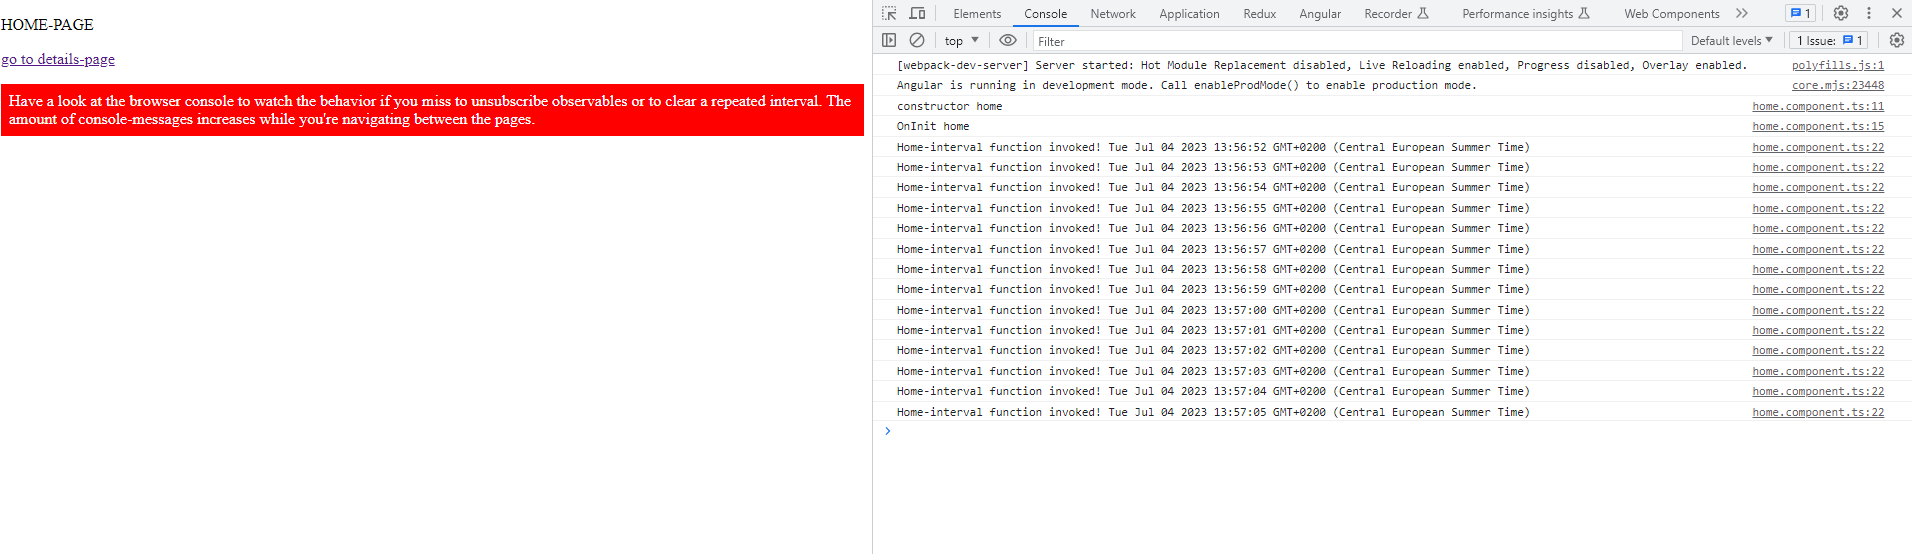 HOME-PAGE
go to details-page
Have a look at the browser console to watch the behavior if you miss to unsubscribe observables or to clear a repeated interval. The
amount of console-messages increases while you're navigating between the pages.
Elements Console Network Application Redux Angular Recorder Performance insights Web Components 1
top Filter Default levels 1 Issue: 1
[webpack-dev-server] Server started: Hot Module Replacement disabled, Live Reloading enabled, Progress disabled, Overlay enabled. polyfills.js:1
Angular is running in development mode. Call enableProdMode() to enable production mode. core.mjs:23448
constructor home home.component.ts:11
OnInit home home.component.ts:15
Home-interval function invoked! Tue Jul 04 2023 13:56:52 GMT+0200 (Central European Summer Time) home.component.ts:22
Home-interval function invoked! Tue Jul 04 2023 13:56:53 GMT+0200 (Central European Summer Time) home.component.ts:22
Home-interval function invoked! Tue Jul 04 2023 13:56:54 GMT+0200 (Central European Summer Time) home.component.ts:22
Home-interval function invoked! Tue Jul 04 2023 13:56:55 GMT+0200 (Central European Summer Time) home.component.ts:22
Home-interval function invoked! Tue Jul 04 2023 13:56:56 GMT+0200 (Central European Summer Time) home.component.ts:22
Home-interval function invoked! Tue Jul 04 2023 13:56:57 GMT+0200 (Central European Summer Time) home.component.ts:22
Home-interval function invoked! Tue Jul 04 2023 13:56:58 GMT+0200 (Central European Summer Time) home.component.ts:22
Home-interval function invoked! Tue Jul 04 2023 13:56:59 GMT+0200 (Central European Summer Time) home.component.ts:22
Home-interval function invoked! Tue Jul 04 2023 13:57:00 GMT+0200 (Central European Summer Time) home.component.ts:22
Home-interval function invoked! Tue Jul 04 2023 13:57:01 GMT+0200 (Central European Summer Time) home.component.ts:22
Home-interval function invoked! Tue Jul 04 2023 13:57:02 GMT+0200 (Central European Summer Time) home.component.ts:22
Home-interval function invoked! Tue Jul 04 2023 13:57:03 GMT+0200 (Central European Summer Time) home.component.ts:22
Home-interval function invoked! Tue Jul 04 2023 13:57:04 GMT+0200 (Central European Summer Time) home.component.ts:22
Home-interval function invoked! Tue Jul 04 2023 13:57:05 GMT+0200 (Central European Summer Time) home.component.ts:22